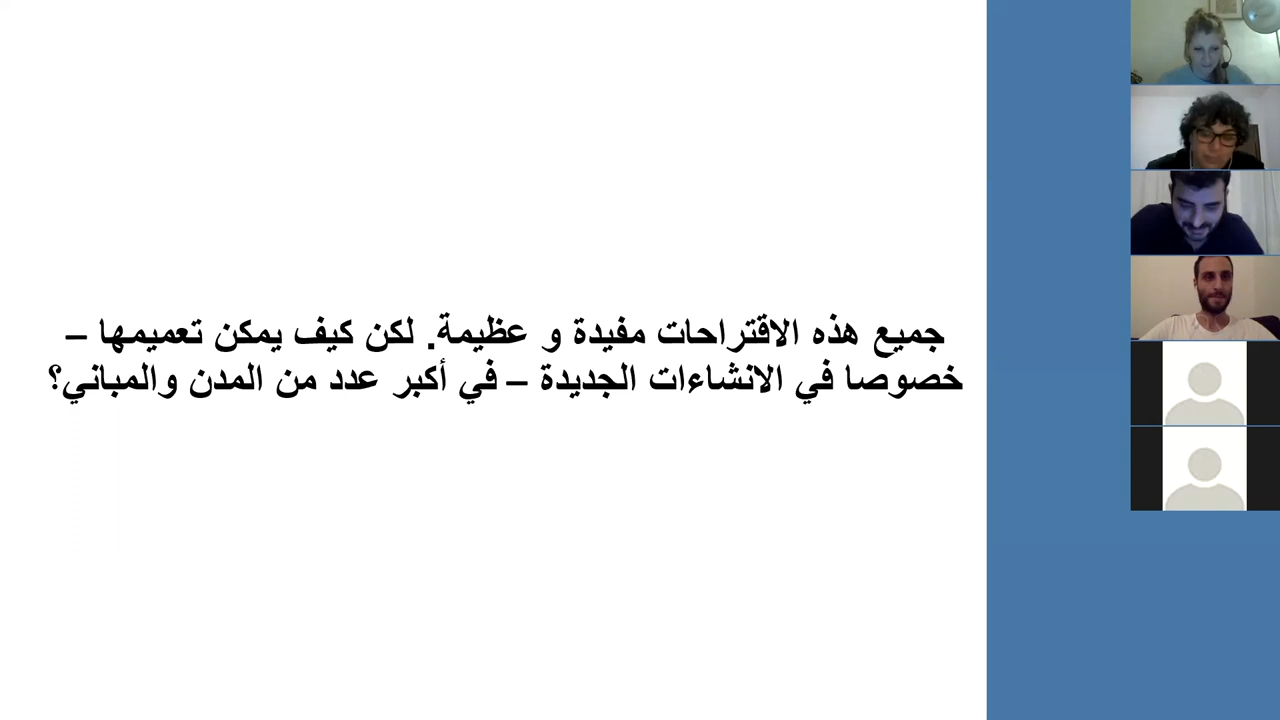 جميع هذه الاقتراحات مفيدة و عظيمة. لكن كيف يمكن تعميمها –
خصوصا في الانشاءات الجديدة – في أكبر عدد من المدن والمباني؟